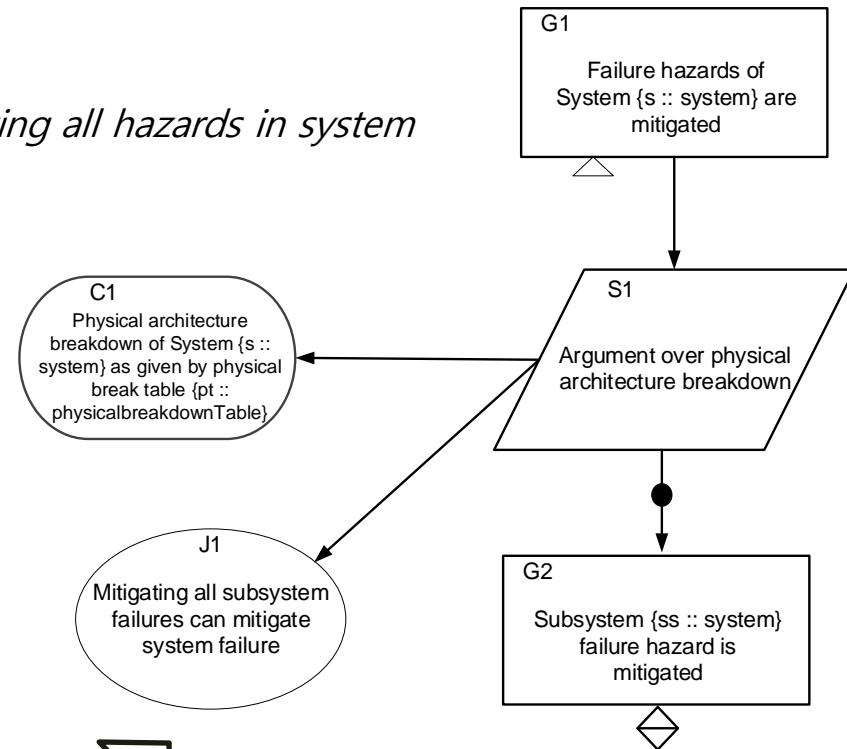 G1
Failure hazards of
System {s :: system} are
mitigated
all hazards in system
S1
Argument over physical
architecture breakdown
C1
Physical architecture
breakdown of System {s ::
system} as given by physical
break table {pt ::
physicalbreakdownTable}
J1
Mitigating all subsystem
failures can mitigate
system failure
G2
Subsystem {ss :: system}
failure hazard is
mitigated